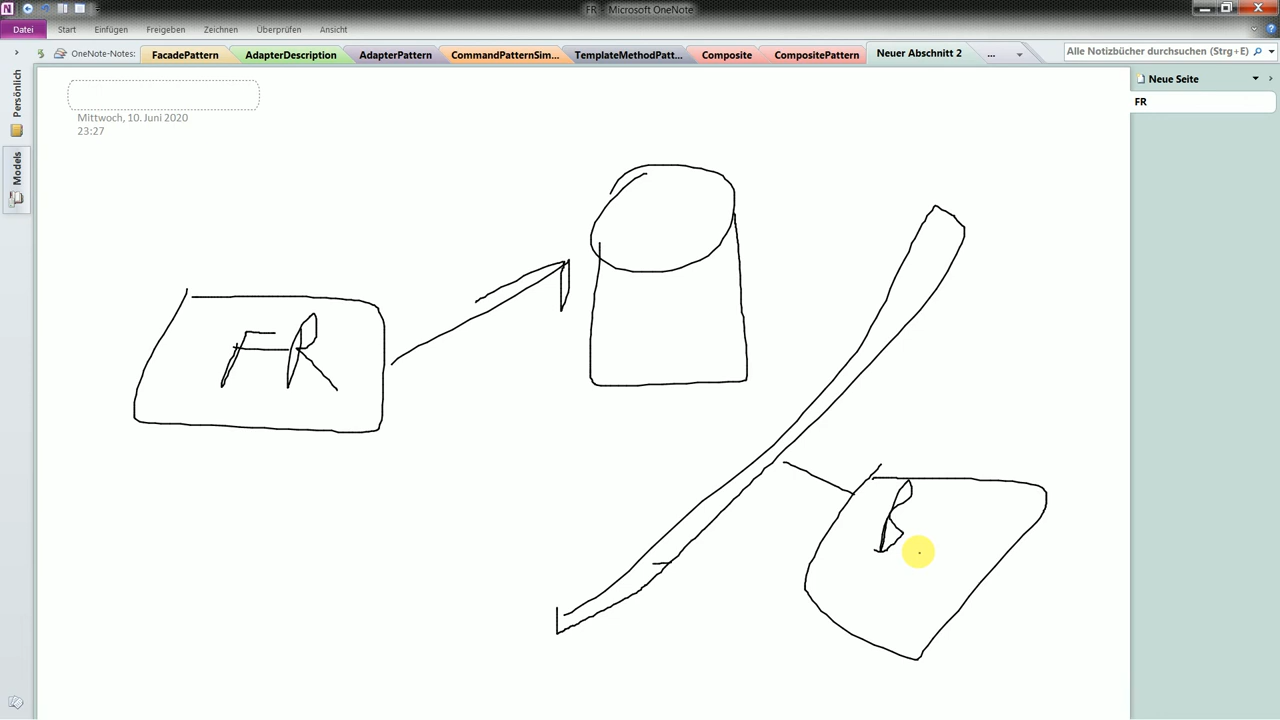 FR - Microsoft OneNote
Datei Start Einfügen Freigeben Zeichnen Überprüfen Ansicht
OneNote-Notes: FacadePattern AdapterDescription AdapterPattern CommandPatternSim... TemplateMethodPatt... Composite CompositePattern Neuer Abschnitt 2 ... Alle Notizbücher durchsuchen (Strg+E)
Neue Seite
FR
Persönlich
Models
Mittwoch, 10. Juni 2020
23:27
FR
B